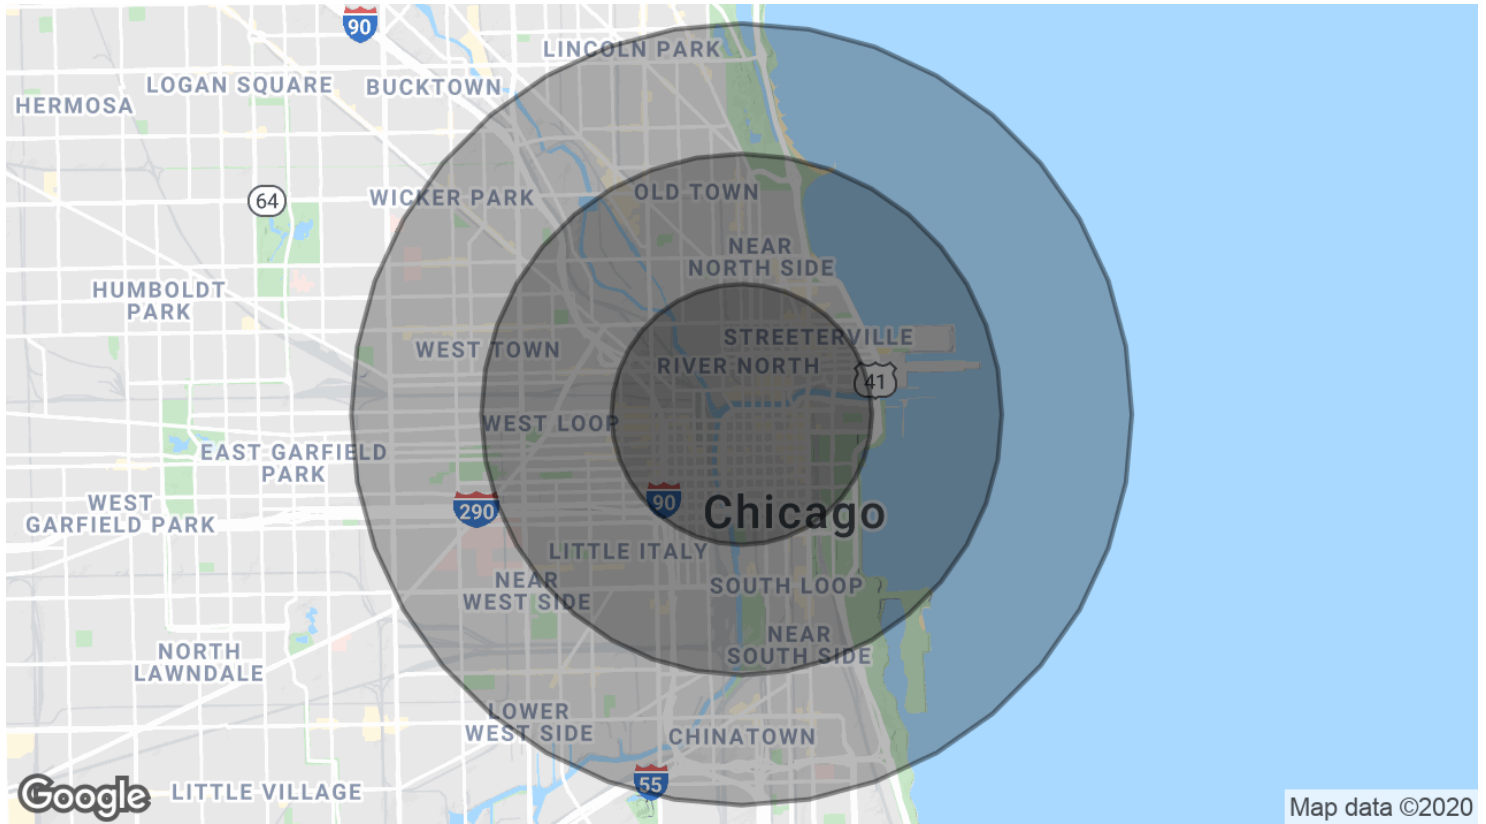 90
LINCOLN PARK
LOGAN SQUARE
BUCKTOWN
HERMOSA
64
WICKER PARK
OLD TOWN
NEAR
NORTH SIDE
HUMBOLDT
PARK
STREETERVILLE
WEST TOWN
RIVER NORTH
41
WEST LOOP
EAST GARFIELD
PARK
WEST
GARFIELD PARK
290
90
Chicago
LITTLE ITALY
NEAR
WEST SIDE
SOUTH LOOP
NEAR
SOUTH SIDE
NORTH
LAWNDALE
LOWER
WEST SIDE
CHINATOWN
55
LITTLE VILLAGE
Google
Map data ©2020